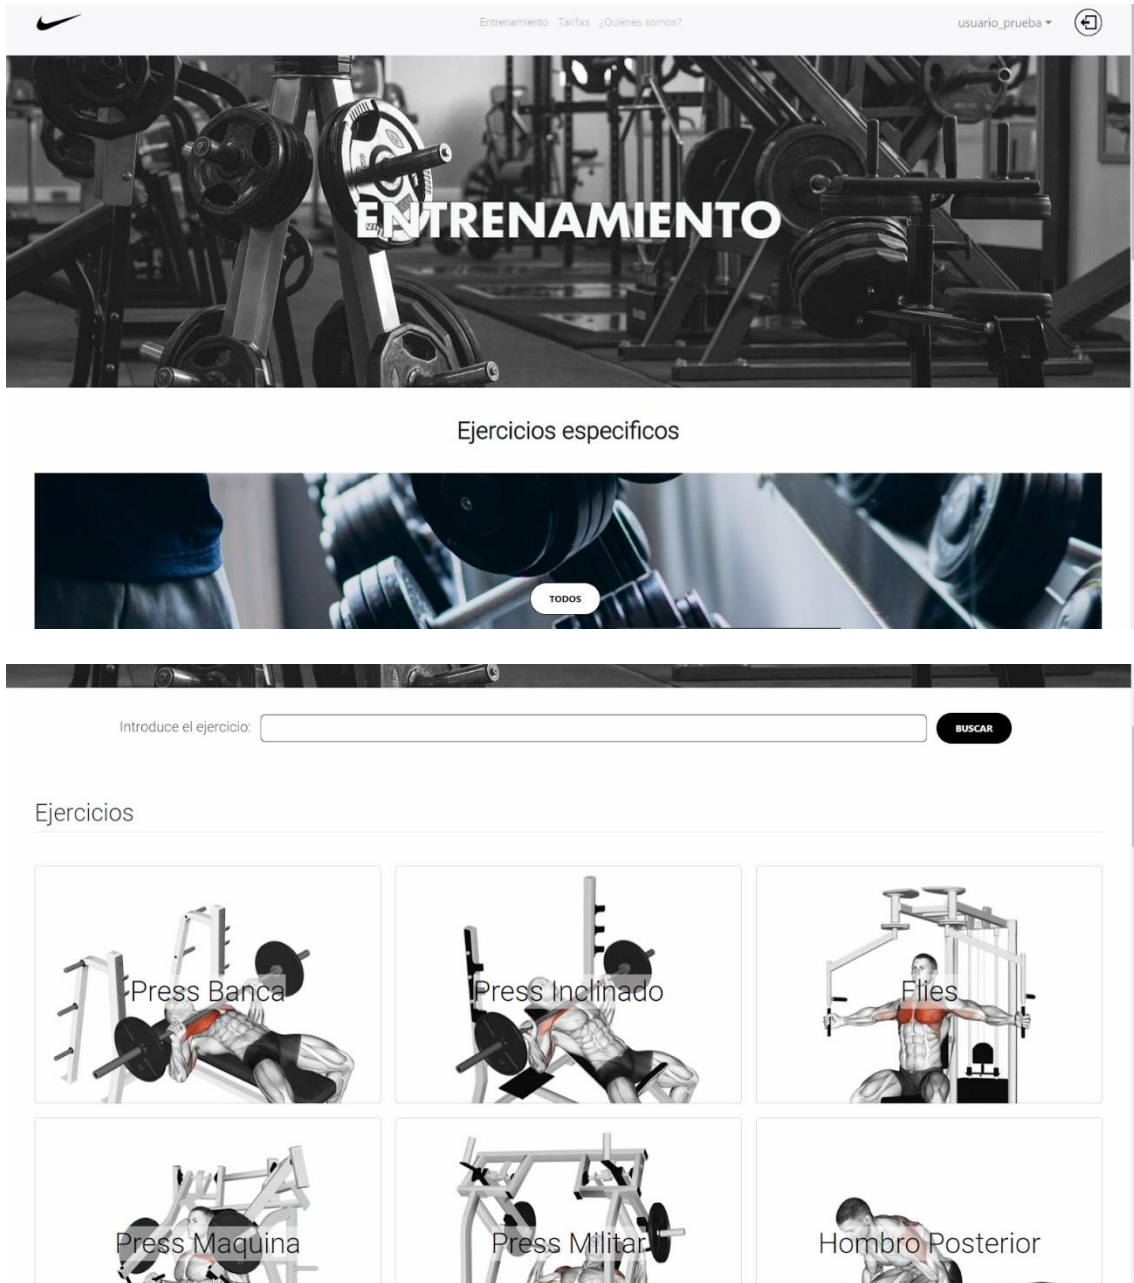 Entrenamiento Tarifas ¿Quienes somos?
usuario_prueba
ENTRENAMIENTO
Ejercicios especificos
TODOS
Introduce el ejercicio:
BUSCAR
Ejercicios
Press Banca
Press Inclinado
Flies
Press Maquina
Press Militar
Hombro Posterior